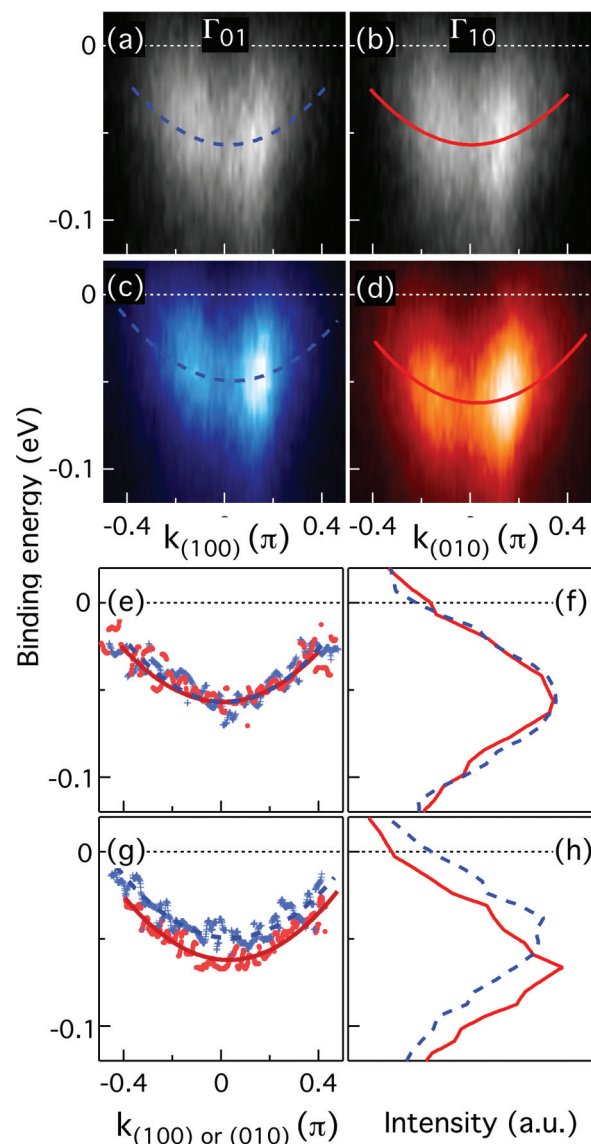 (a) Γ01 (b) Γ10
0
-0.1
(c) (d)
0
-0.1
-0.4 0.4 -0.4 0.4
k(100) (π) k(010) (π)
Binding energy (eV)
(e) (f)
0
-0.1
(g) (h)
0
-0.1
-0.4 0 0.4
k(100) or (010) (π) Intensity (a.u.)